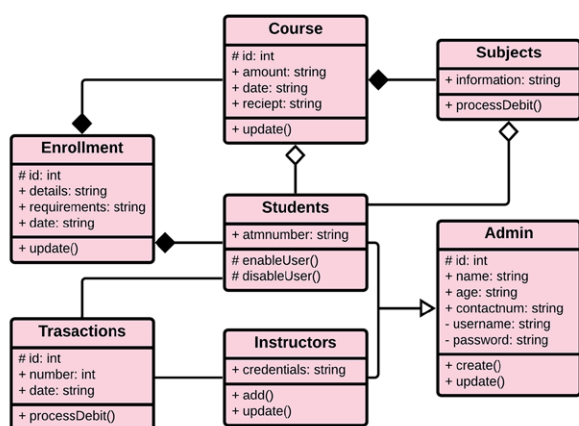 Course
# id: int
+ amount: string
+ date: string
+ reciept: string
+ update()
Subjects
+ information: string
+ processDebit()
Enrollment
# id: int
+ details: string
+ requirements: string
+ date: string
+ update()
Students
+ atmnumber: string
# enableUser()
# disableUser()
Admin
# id: int
+ name: string
+ age: string
+ contactnum: string
- username: string
- password: string
+ create()
+ update()
Trasactions
# id: int
+ number: int
+ date: string
+ processDebit()
Instructors
+ credentials: string
+ add()
+ update()